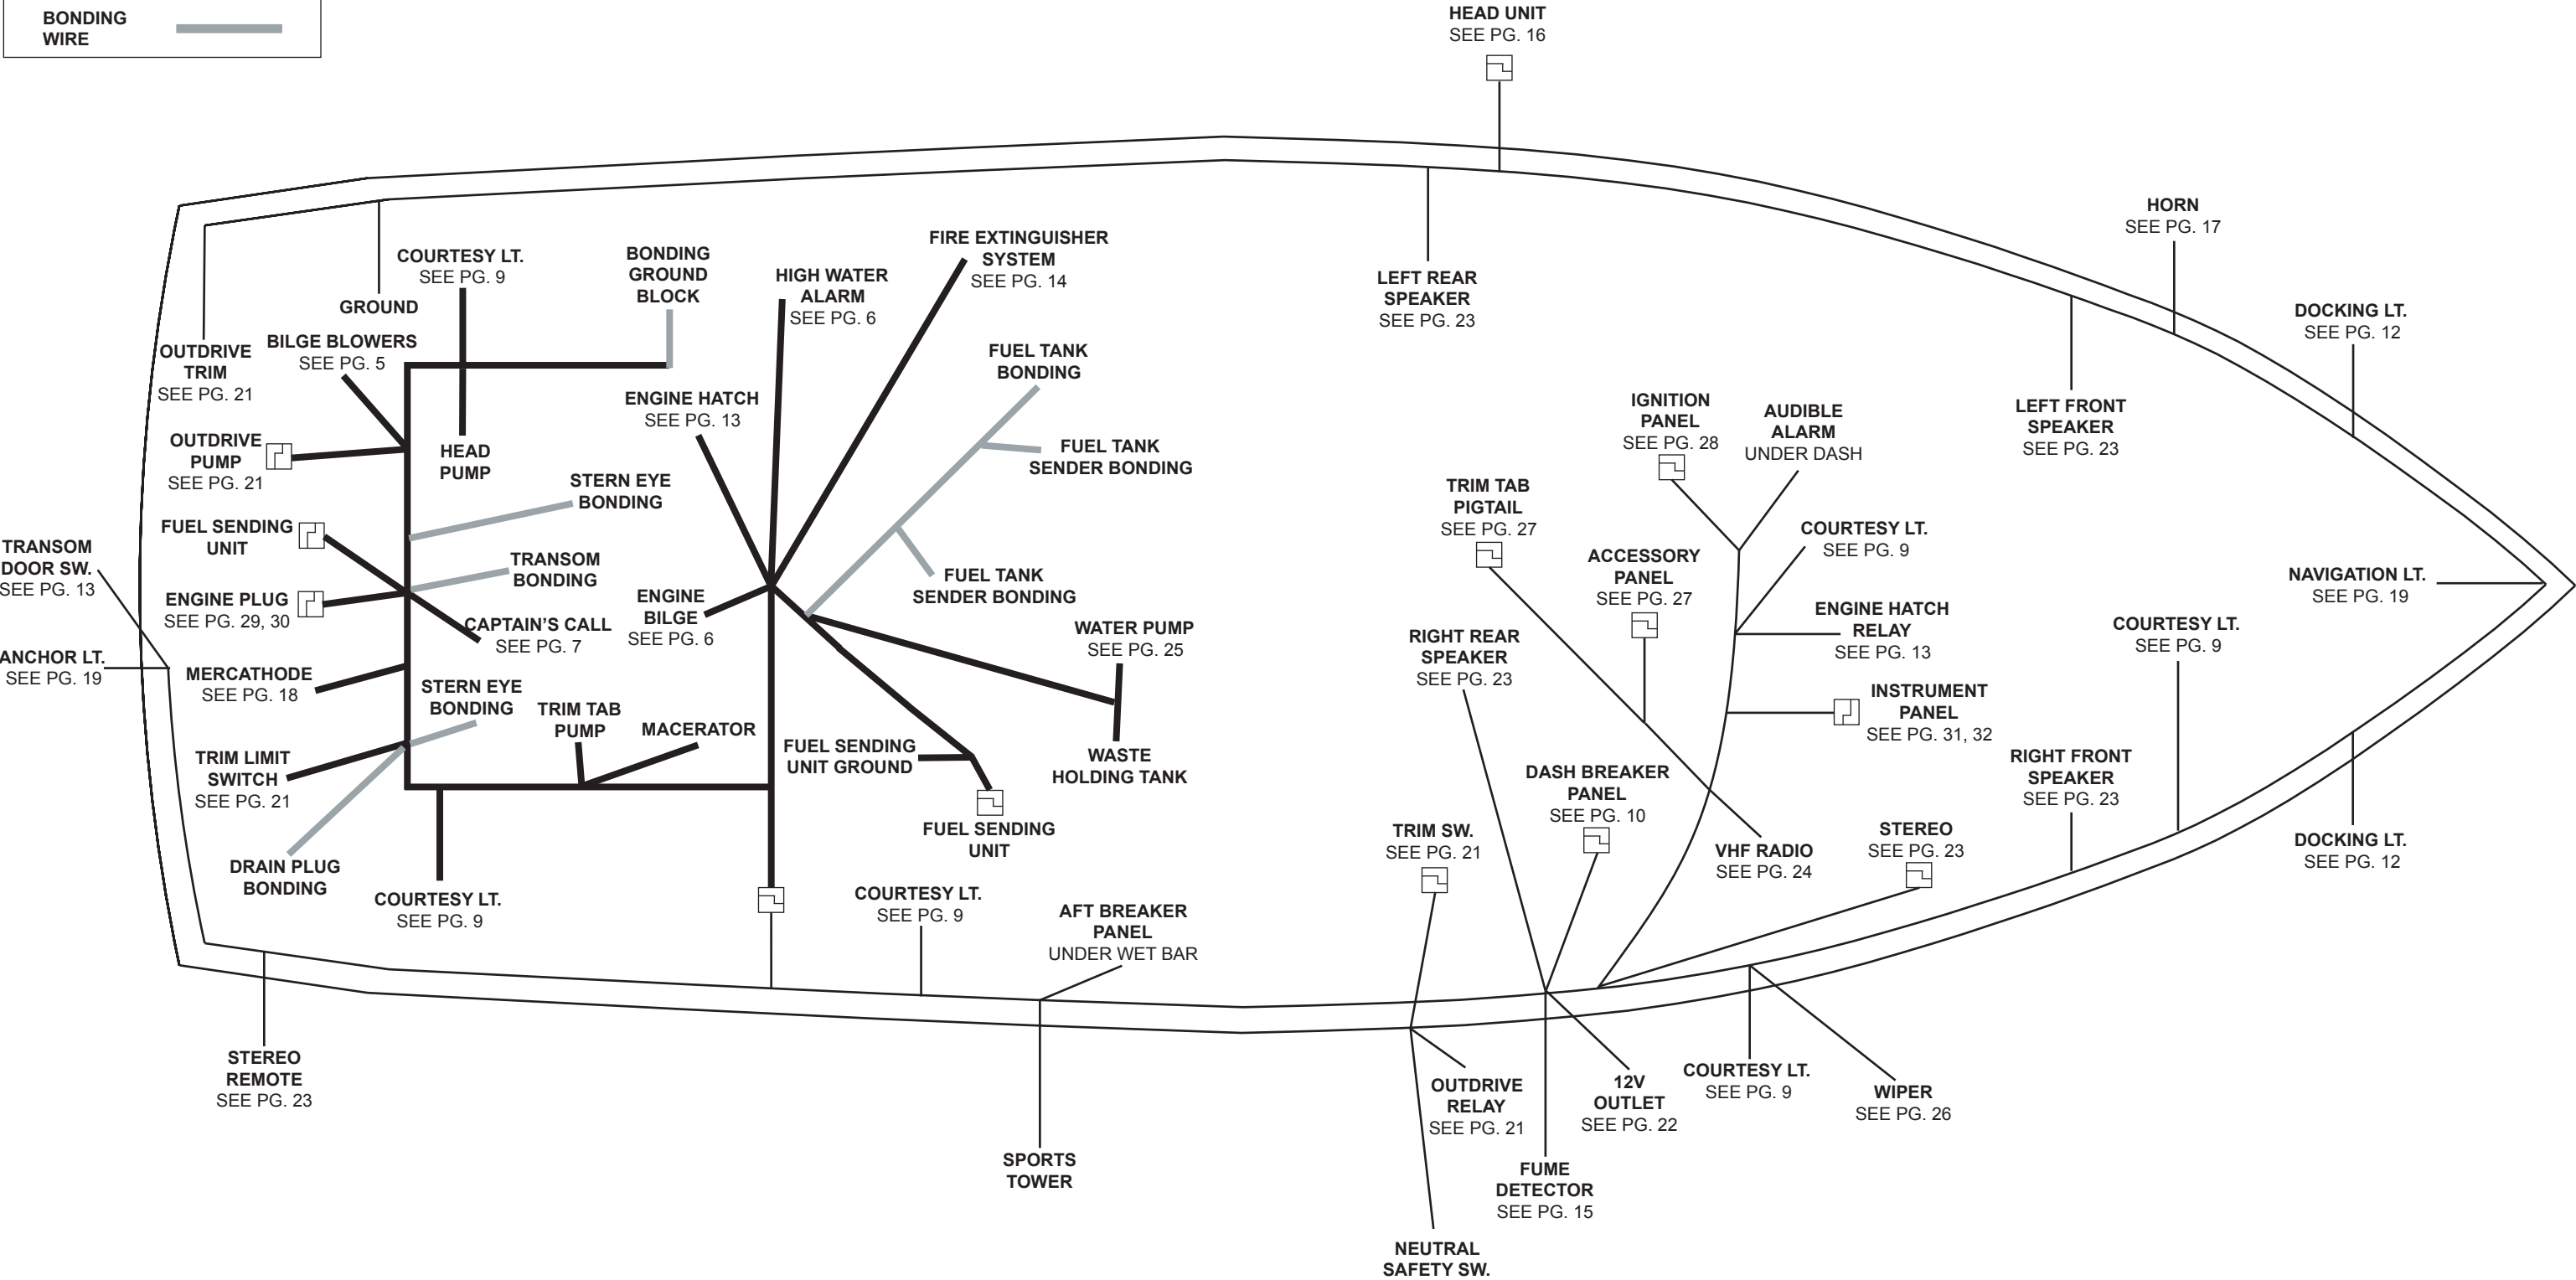 BONDING
WIRE
HEAD UNIT
SEE PG. 16
HORN
SEE PG. 17
FIRE EXTINGUISHER
SYSTEM
SEE PG. 14
COURTESY LT.
SEE PG. 9
BONDING
GROUND
BLOCK
HIGH WATER
ALARM
SEE PG. 6
LEFT REAR
SPEAKER
SEE PG. 23
GROUND
DOCKING LT.
SEE PG. 12
BILGE BLOWERS
SEE PG. 5
OUTDRIVE
TRIM
SEE PG. 21
FUEL TANK
BONDING
ENGINE HATCH
SEE PG. 13
IGNITION
PANEL
SEE PG. 28
AUDIBLE
ALARM
UNDER DASH
LEFT FRONT
SPEAKER
SEE PG. 23
OUTDRIVE
PUMP
SEE PG. 21
HEAD
PUMP
FUEL TANK
SENDER BONDING
STERN EYE
BONDING
TRIM TAB
PIGTAIL
SEE PG. 27
FUEL SENDING
UNIT
COURTESY LT.
SEE PG. 9
TRANSOM
DOOR SW.
SEE PG. 13
TRANSOM
BONDING
ACCESSORY
PANEL
SEE PG. 27
FUEL TANK
SENDER BONDING
NAVIGATION LT.
SEE PG. 19
ENGINE PLUG
SEE PG. 29, 30
ENGINE
BILGE
SEE PG. 6
ENGINE HATCH
RELAY
SEE PG. 13
CAPTAIN'S CALL
SEE PG. 7
WATER PUMP
SEE PG. 25
RIGHT REAR
SPEAKER
SEE PG. 23
COURTESY LT.
SEE PG. 9
ANCHOR LT.
SEE PG. 19
MERCATHODE
SEE PG. 18
STERN EYE
BONDING
INSTRUMENT
PANEL
SEE PG. 31, 32
TRIM TAB
PUMP
MACERATOR
FUEL SENDING
UNIT GROUND
WASTE
HOLDING TANK
TRIM LIMIT
SWITCH
SEE PG. 21
RIGHT FRONT
SPEAKER
SEE PG. 23
DASH BREAKER
PANEL
SEE PG. 10
FUEL SENDING
UNIT
TRIM SW.
SEE PG. 21
STEREO
SEE PG. 23
VHF RADIO
SEE PG. 24
DOCKING LT.
SEE PG. 12
DRAIN PLUG
BONDING
COURTESY LT.
SEE PG. 9
COURTESY LT.
SEE PG. 9
AFT BREAKER
PANEL
UNDER WET BAR
STEREO
REMOTE
SEE PG. 23
OUTDRIVE
RELAY
SEE PG. 21
12V
OUTLET
SEE PG. 22
COURTESY LT.
SEE PG. 9
WIPER
SEE PG. 26
SPORTS
TOWER
FUME
DETECTOR
SEE PG. 15
NEUTRAL
SAFETY SW.